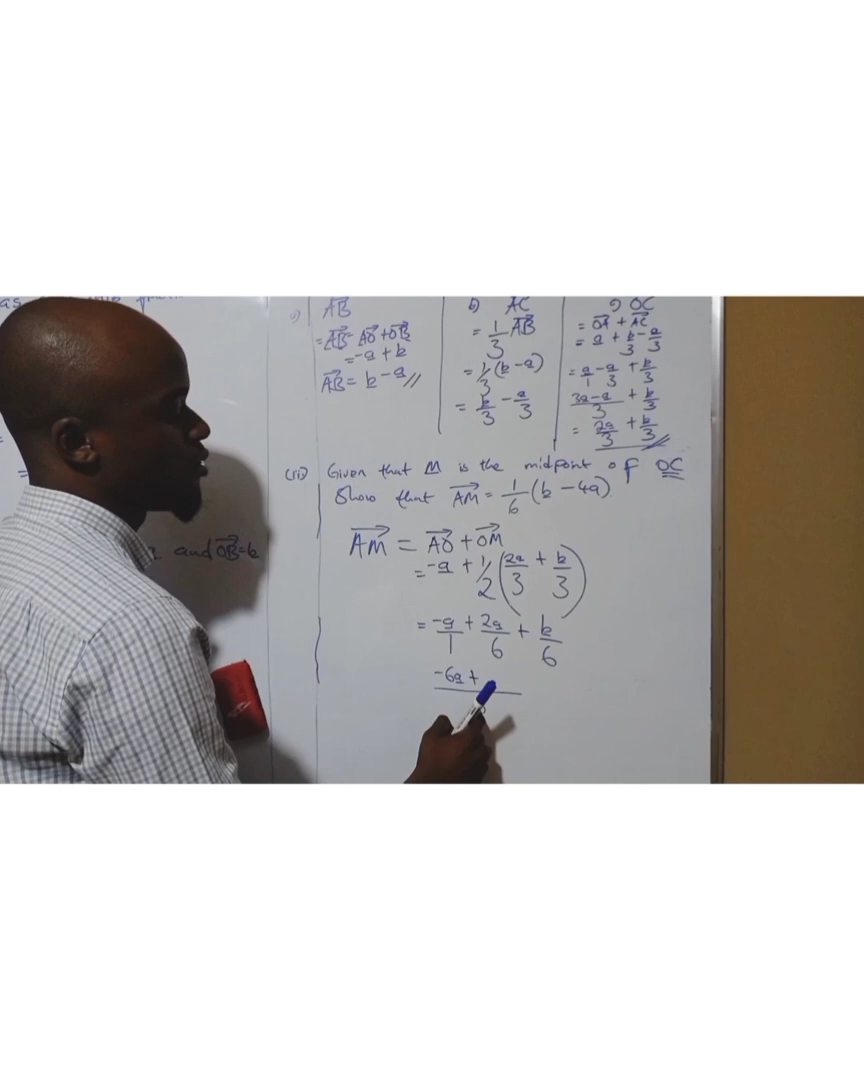 as
a) AB
=AB= AO+OB
=-a+b
AB= b-a//
b) AC
= 1/3 AB
= 1/3(b-a)
= b/3 - a/3
c) OC
= OA + AC
= a + b/3 - a/3
= a/1 - a/3 + b/3
3a-a/3 + b/3
= 2a/3 + b/3
(ii) Given that M is the midpoint of OC
Show that AM = 1/6 (b - 4a)
and OB=b
AM = AO + OM
= -a + 1/2 (2a/3 + b/3)
= -a/1 + 2a/6 + b/6
-6a +